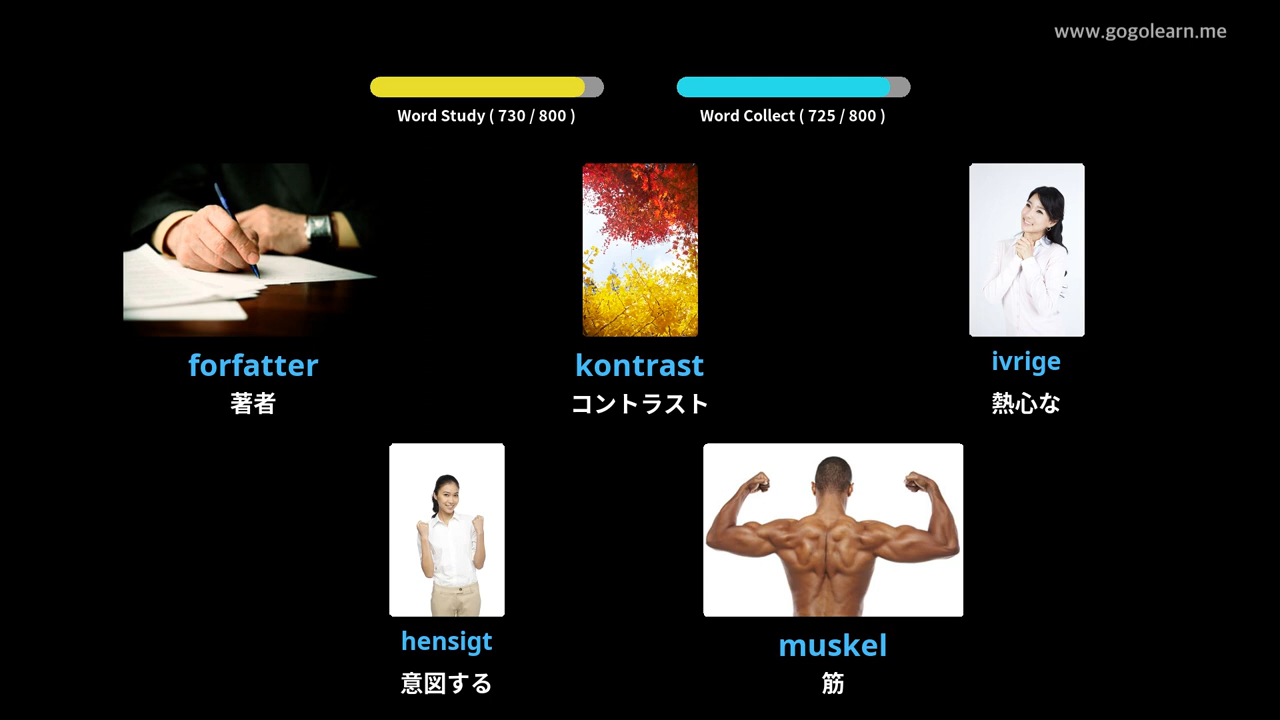 www.gogolearn.me
Word Study ( 730 / 800 )
Word Collect ( 725 / 800 )
forfatter
著者
kontrast
コントラスト
ivrige
熱心な
hensigt
意図する
muskel
筋